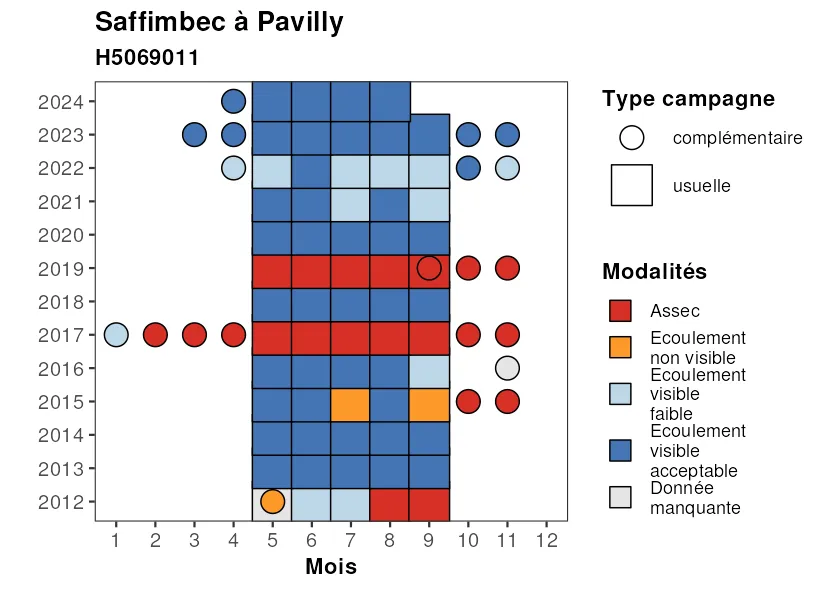 Saffimbec à Pavilly
H5069011
2024
2023
2022
2021
2020
2019
2018
2017
2016
2015
2014
2013
2012
1 2 3 4 5 6 7 8 9 10 11 12
Mois
Type campagne
complémentaire
usuelle
Modalités
Assec
Ecoulement
non visible
Ecoulement
visible
faible
Ecoulement
visible
acceptable
Donnée
manquante